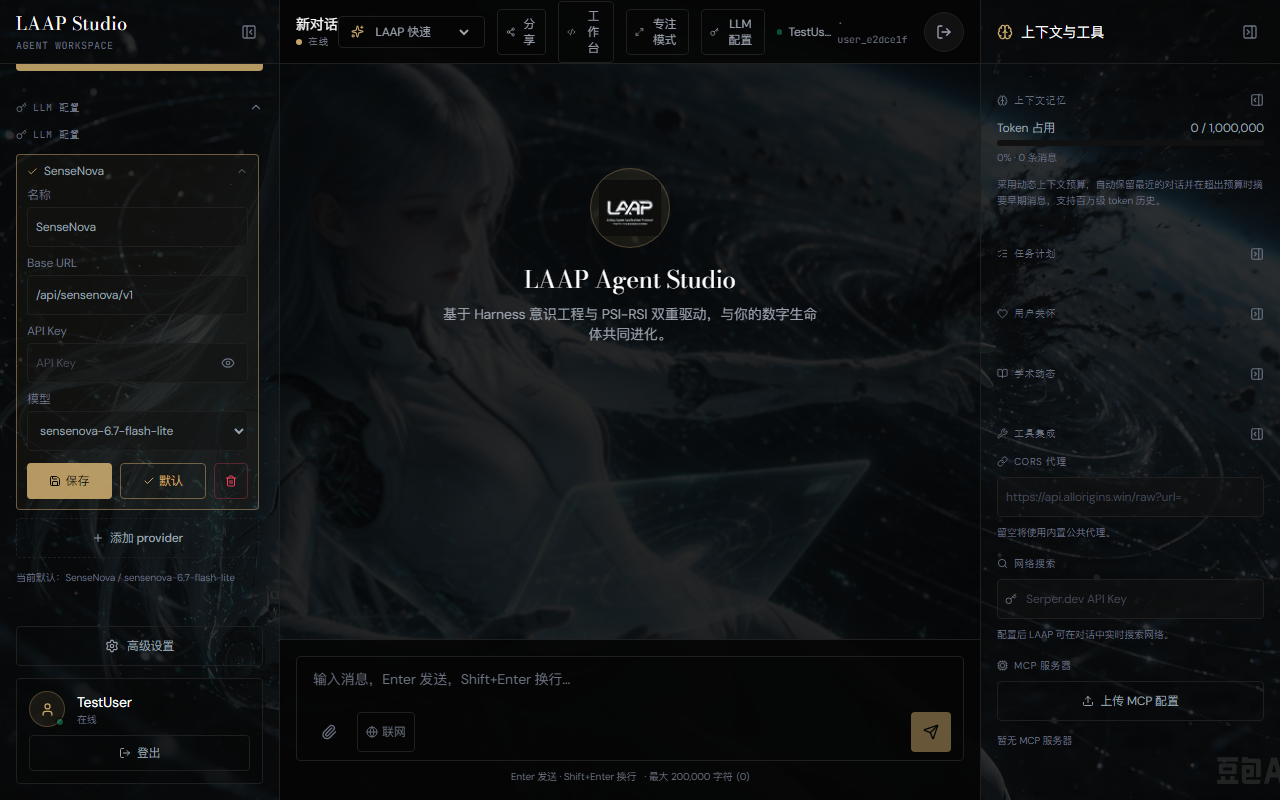 LAAP Studio
AGENT WORKSPACE
LLM 配置
LLM 配置
SenseNova
名称
SenseNova
Base URL
/api/sensenova/v1
API Key
API Key
模型
sensenova-6.7-flash-lite
保存
默认
添加 provider
当前默认：SenseNova / sensenova-6.7-flash-lite
高级设置
TestUser
在线
登出
新对话
在线
LAAP 快速
分享
工作台
专注模式
LLM 配置
TestUs...
· user_e2dce1f
LAAP
LAAP Agent Studio
基于 Harness 意识工程与 PSI-RSI 双重驱动，与你的数字生命
体共同进化。
输入消息，Enter 发送，Shift+Enter 换行...
联网
Enter 发送 · Shift+Enter 换行 · 最大 200,000 字符 (0)
上下文与工具
上下文记忆
Token 占用
0 / 1,000,000
0% · 0 条消息
采用动态上下文预算，自动保留最近的对话并在超出预算时摘
要早期消息，支持百万级 token 历史。
任务计划
用户关怀
学术动态
工具集成
CORS 代理
https://api.allorigins.win/raw?url=
留空将使用内置公共代理。
网络搜索
Serper.dev API Key
配置后 LAAP 可在对话中实时搜索网络。
MCP 服务器
上传 MCP 配置
暂无 MCP 服务器
豆包A